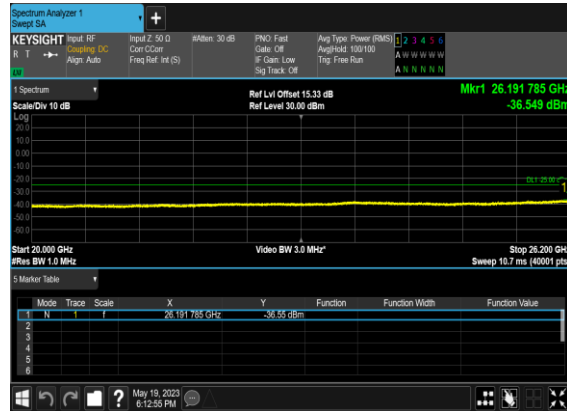 Spectrum Analyzer 1
Swept SA
+
KEYSIGHT Input: RF Input Z: 50 Ω #Atten: 30 dB PNO: Fast Avg Type: Power (RMS) 1 2 3 4 5 6
R T Coupling: DC Corr CCorr Gate: Off Avg|Hold: 100/100 A W W W W W
Align: Auto Freq Ref: Int (S) IF Gain: Low Trig: Free Run
LW Sig Track: Off A N N N N N
1 Spectrum Ref Lvl Offset 15.33 dB Mkr1 26.191 785 GHz
Scale/Div 10 dB Ref Level 30.00 dBm -36.549 dBm
Log
20.0
10.0
0.00
-10.0
-20.0
DL1 -25.00
-30.0
1
-40.0
-50.0
-60.0
Start 20.000 GHz Video BW 3.0 MHz* Stop 26.200 GHz
#Res BW 1.0 MHz Sweep 10.7 ms (40001 pts
5 Marker Table
Mode Trace Scale X Y Function Function Width Function Value
1 N 1 f 26.191 785 GHz -36.55 dBm
2
3
4
5
6
? May 19, 2023
6:12:55 PM